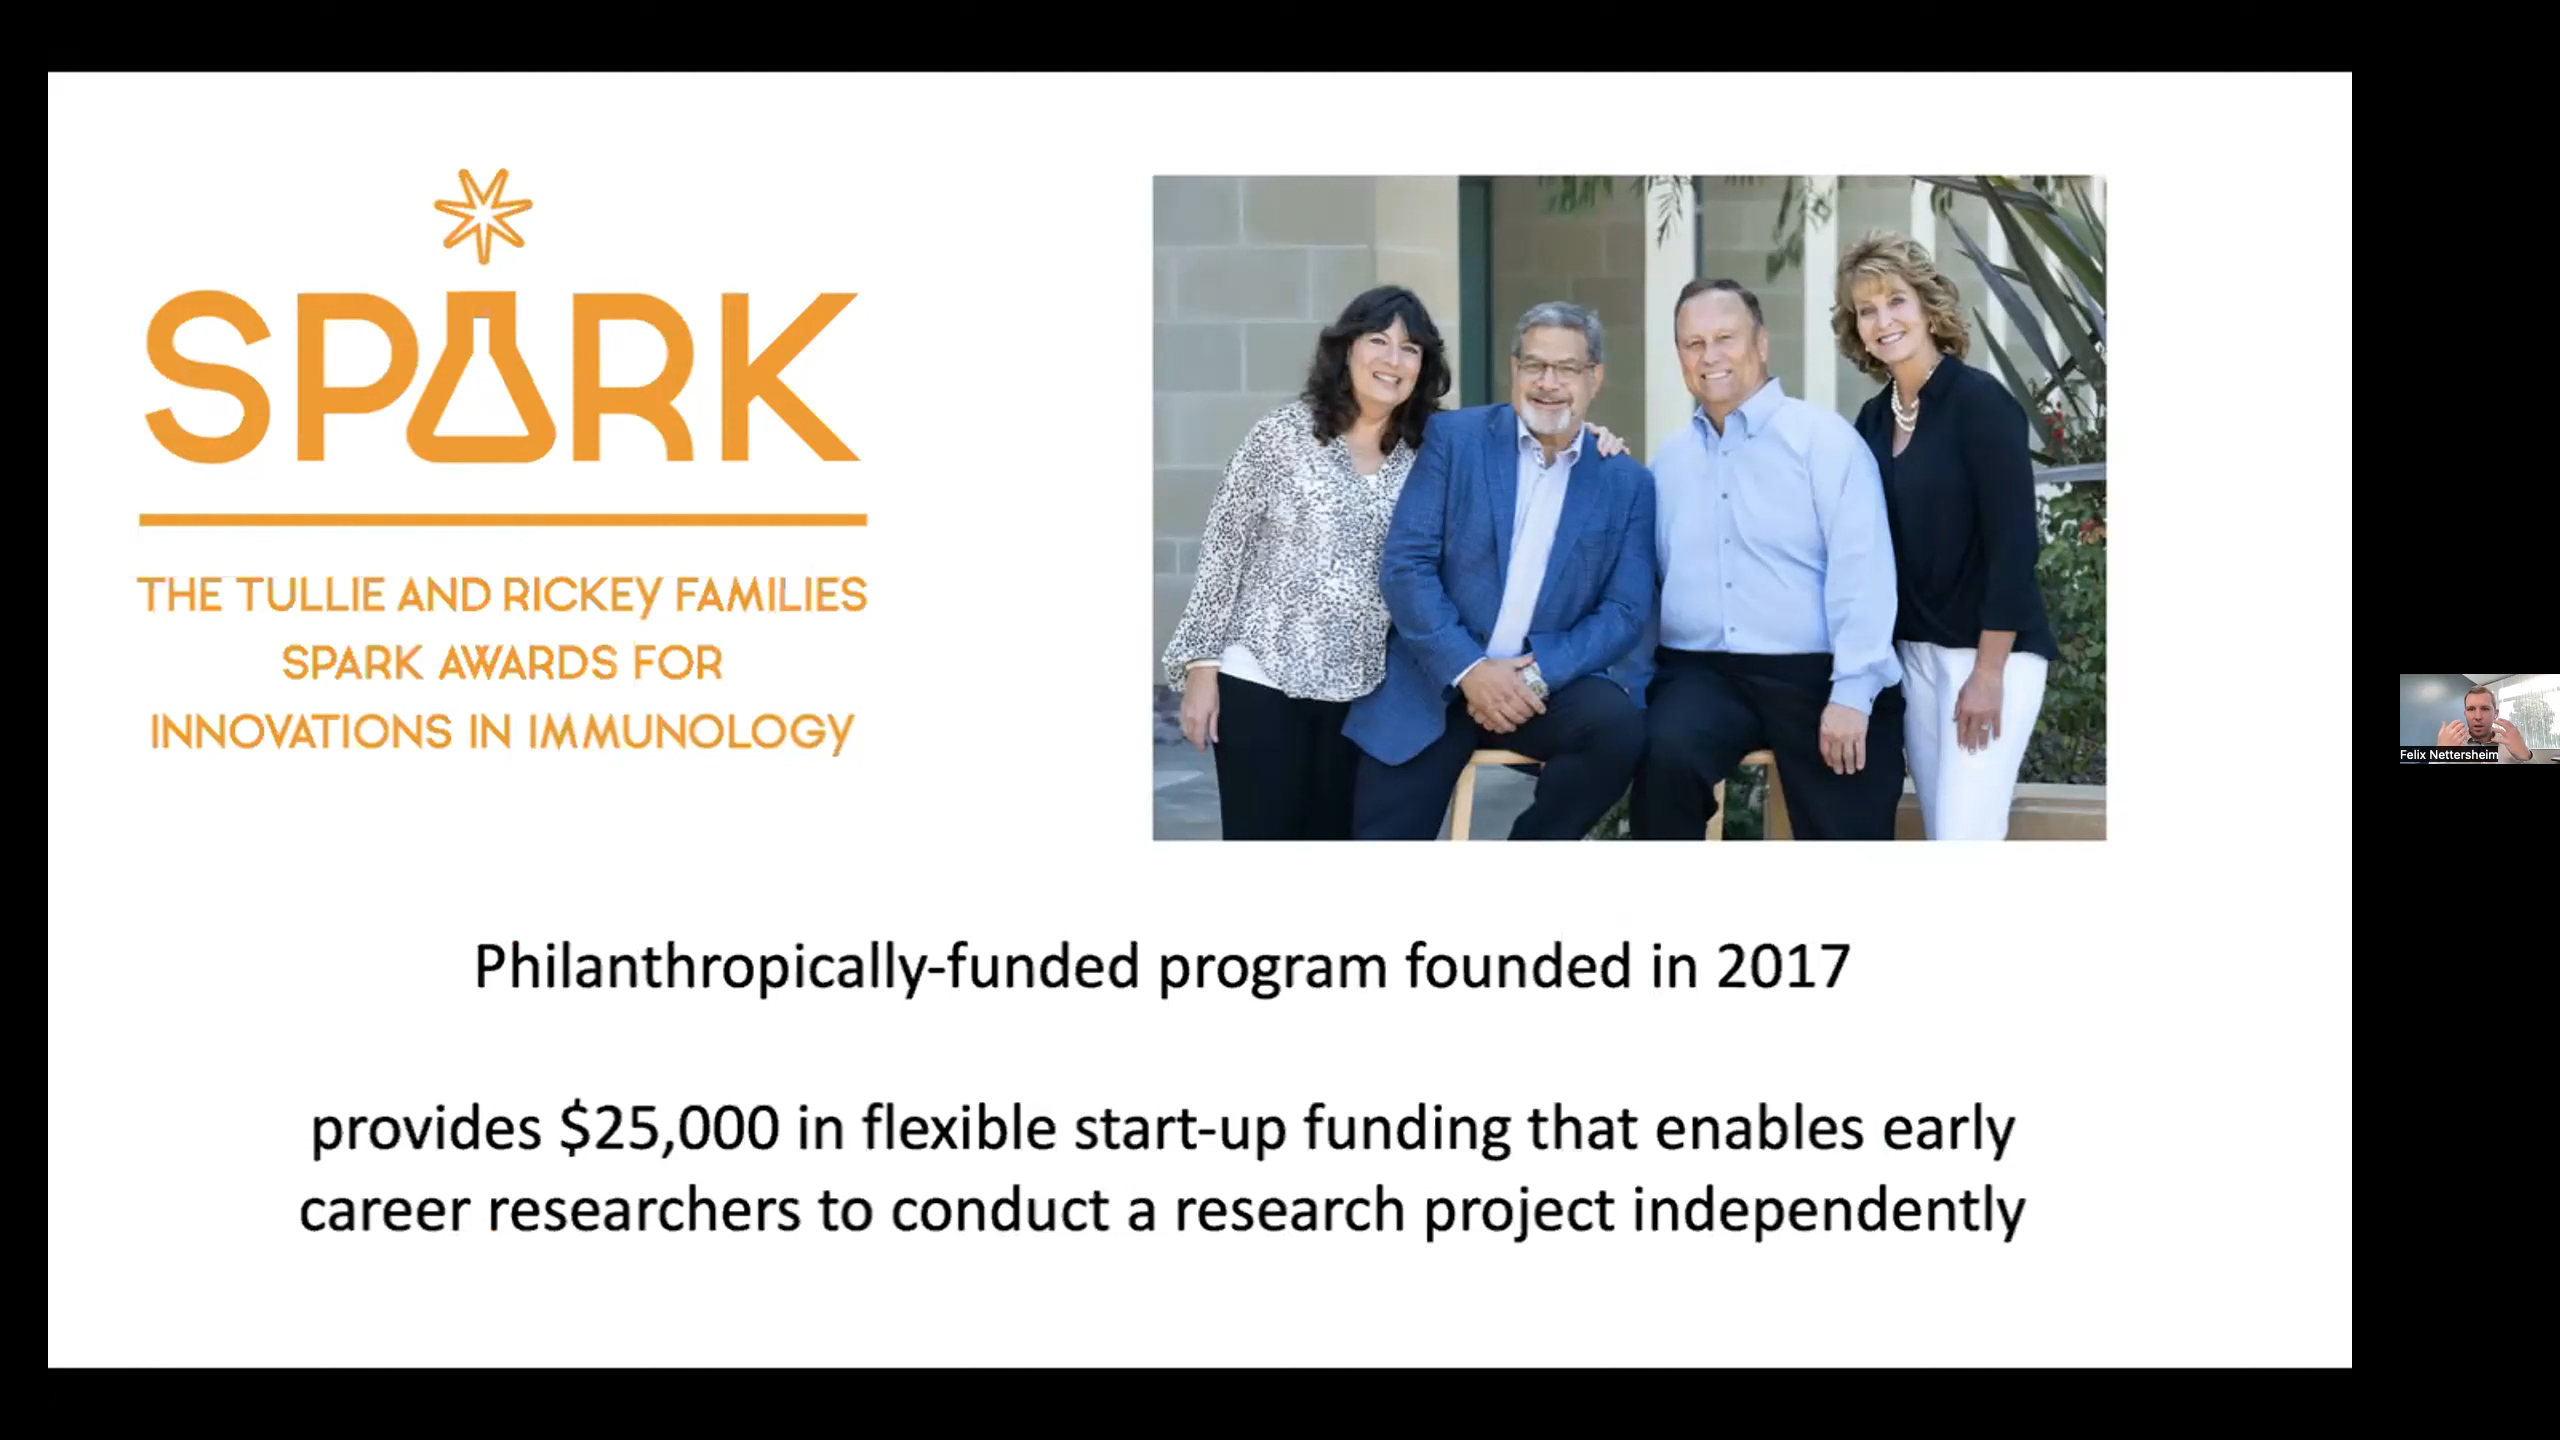 SPARK
THE TULLIE AND RICKEY FAMILIES
SPARK AWARDS FOR
INNOVATIONS IN IMMUNOLOGY
Philanthropically-funded program founded in 2017
provides $25,000 in flexible start-up funding that enables early
career researchers to conduct a research project independently
Felix Nettersheim